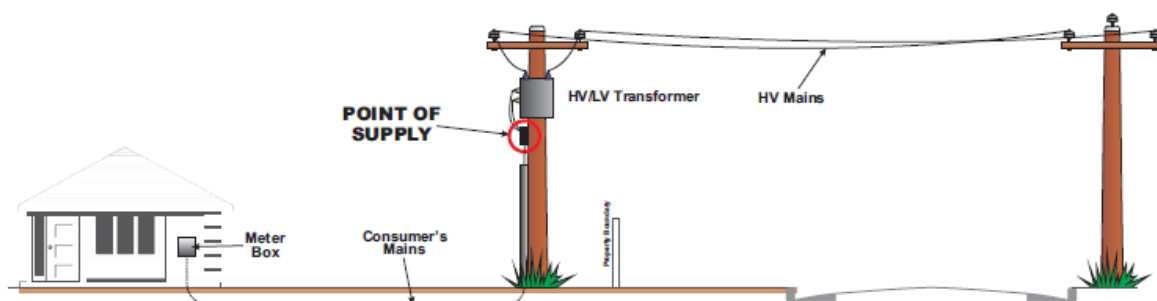 HV/LV Transformer
HV Mains
POINT OF
SUPPLY
Property Boundary
Meter
Box
Consumer's
Mains